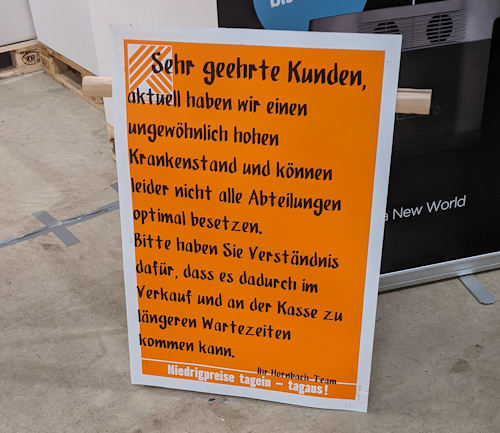 Sehr geehrte Kunden,
aktuell haben wir einen
ungewöhnlich hohen
Krankenstand und können
leider nicht alle Abteilungen
optimal besetzen.
Bitte haben Sie Verständnis
dafür, dass es dadurch im
Verkauf und an der Kasse zu
längeren Wartezeiten
kommen kann.
Ihr Hornbach-Team
Niedrigpreise tagein – tagaus!
a New World